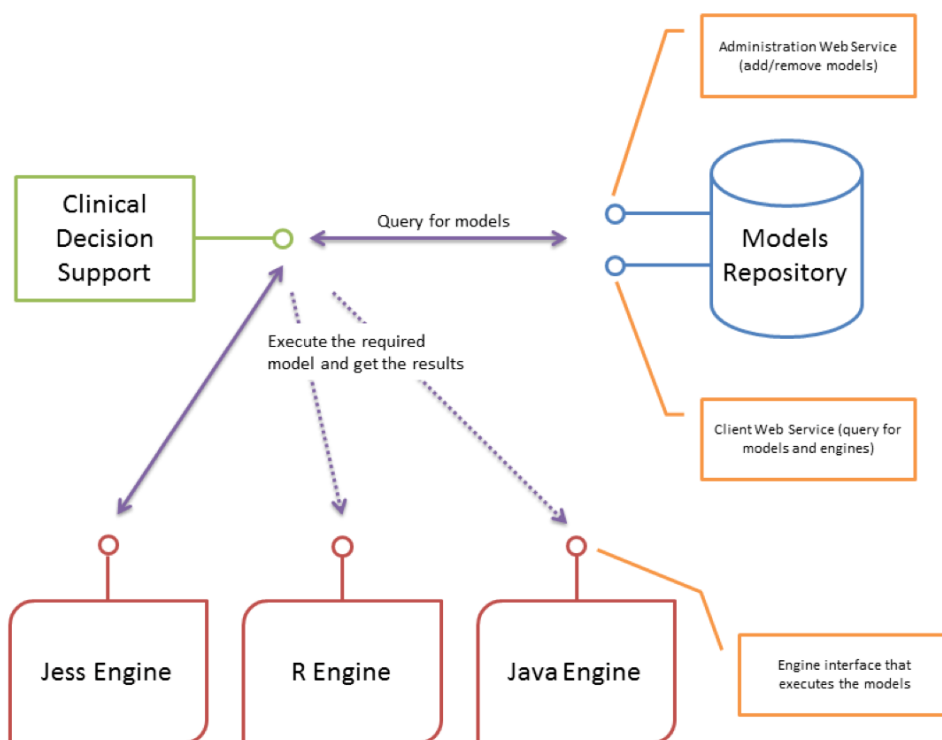 Administration Web Service
(add/remove models)
Clinical
Decision
Support
Query for models
Models
Repository
Execute the required
model and get the results
Client Web Service (query for
models and engines)
Jess Engine
R Engine
Java Engine
Engine interface that
executes the models